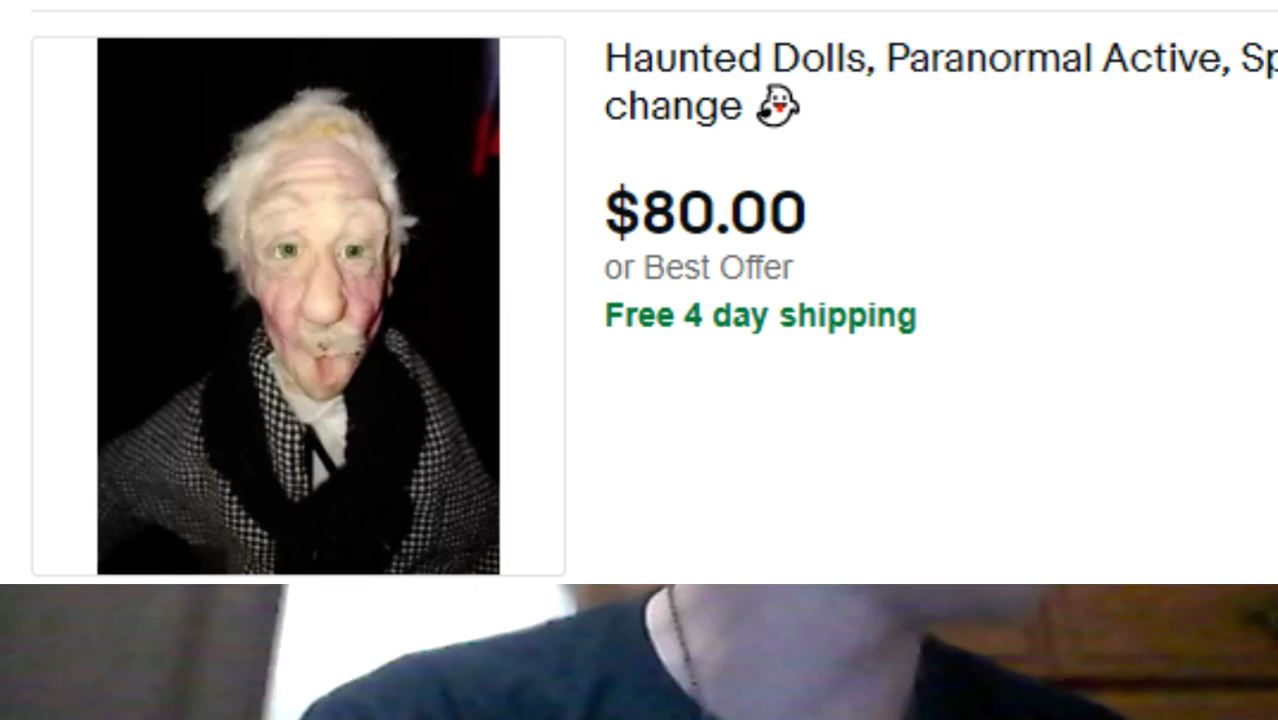 Haunted Dolls, Paranormal Active,
change 👻
$80.00
or Best Offer
Free 4 day shipping